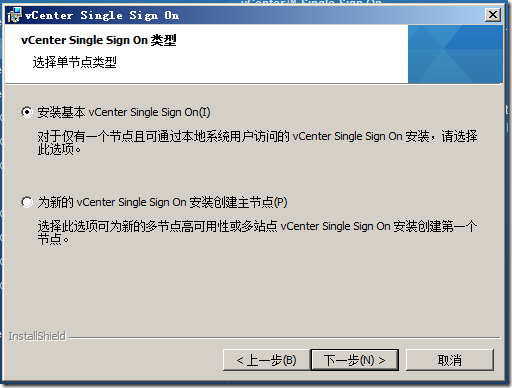 vCenter Single Sign On
vCenter Single Sign On 类型
选择单节点类型
安装基本 vCenter Single Sign On(I)
对于仅有一个节点且可通过本地系统用户访问的 vCenter Single Sign On 安装，请选择
此选项。
为新的 vCenter Single Sign On 安装创建主节点(P)
选择此选项可为新的多节点高可用性或多站点 vCenter Single Sign On 安装创建第一个
节点。
InstallShield
< 上一步(B)
下一步(N) >
取消